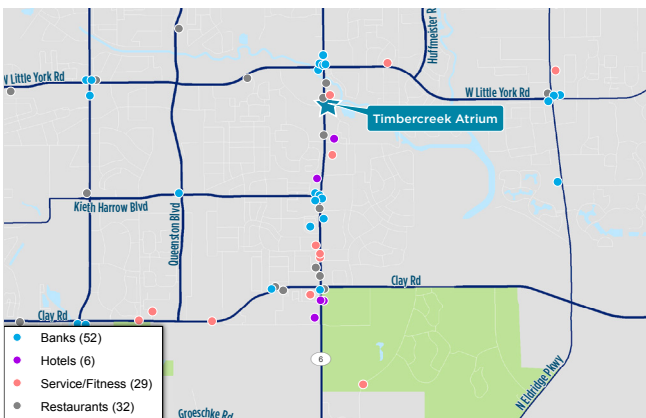 Huffmeister R
W Little York Rd
W Little York Rd
Timbercreek Atrium
Kieth Harrow Blvd
Queenston Blvd
Clay Rd
Clay Rd
Banks (52)
Hotels (6)
Service/Fitness (29)
Restaurants (32)
6
N Eldridge Pkwy
Groeschke Rd